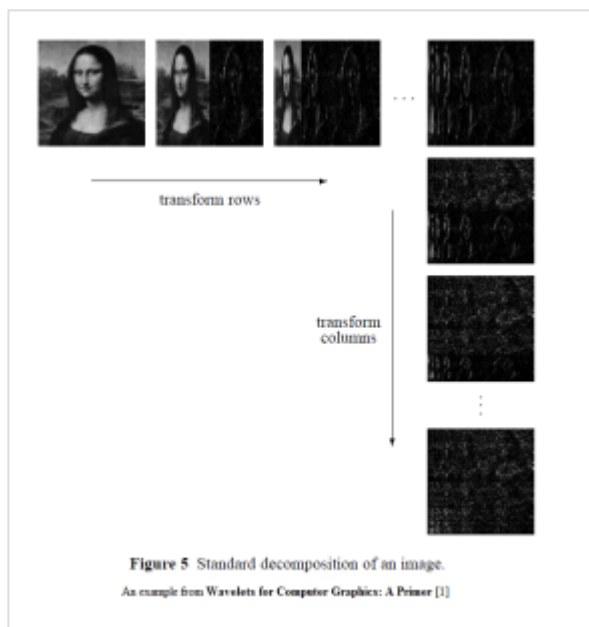 . . .
transform rows
transform
columns
Figure 5 Standard decomposition of an image.
An example from Wavelets for Computer Graphics: A Primer [1]